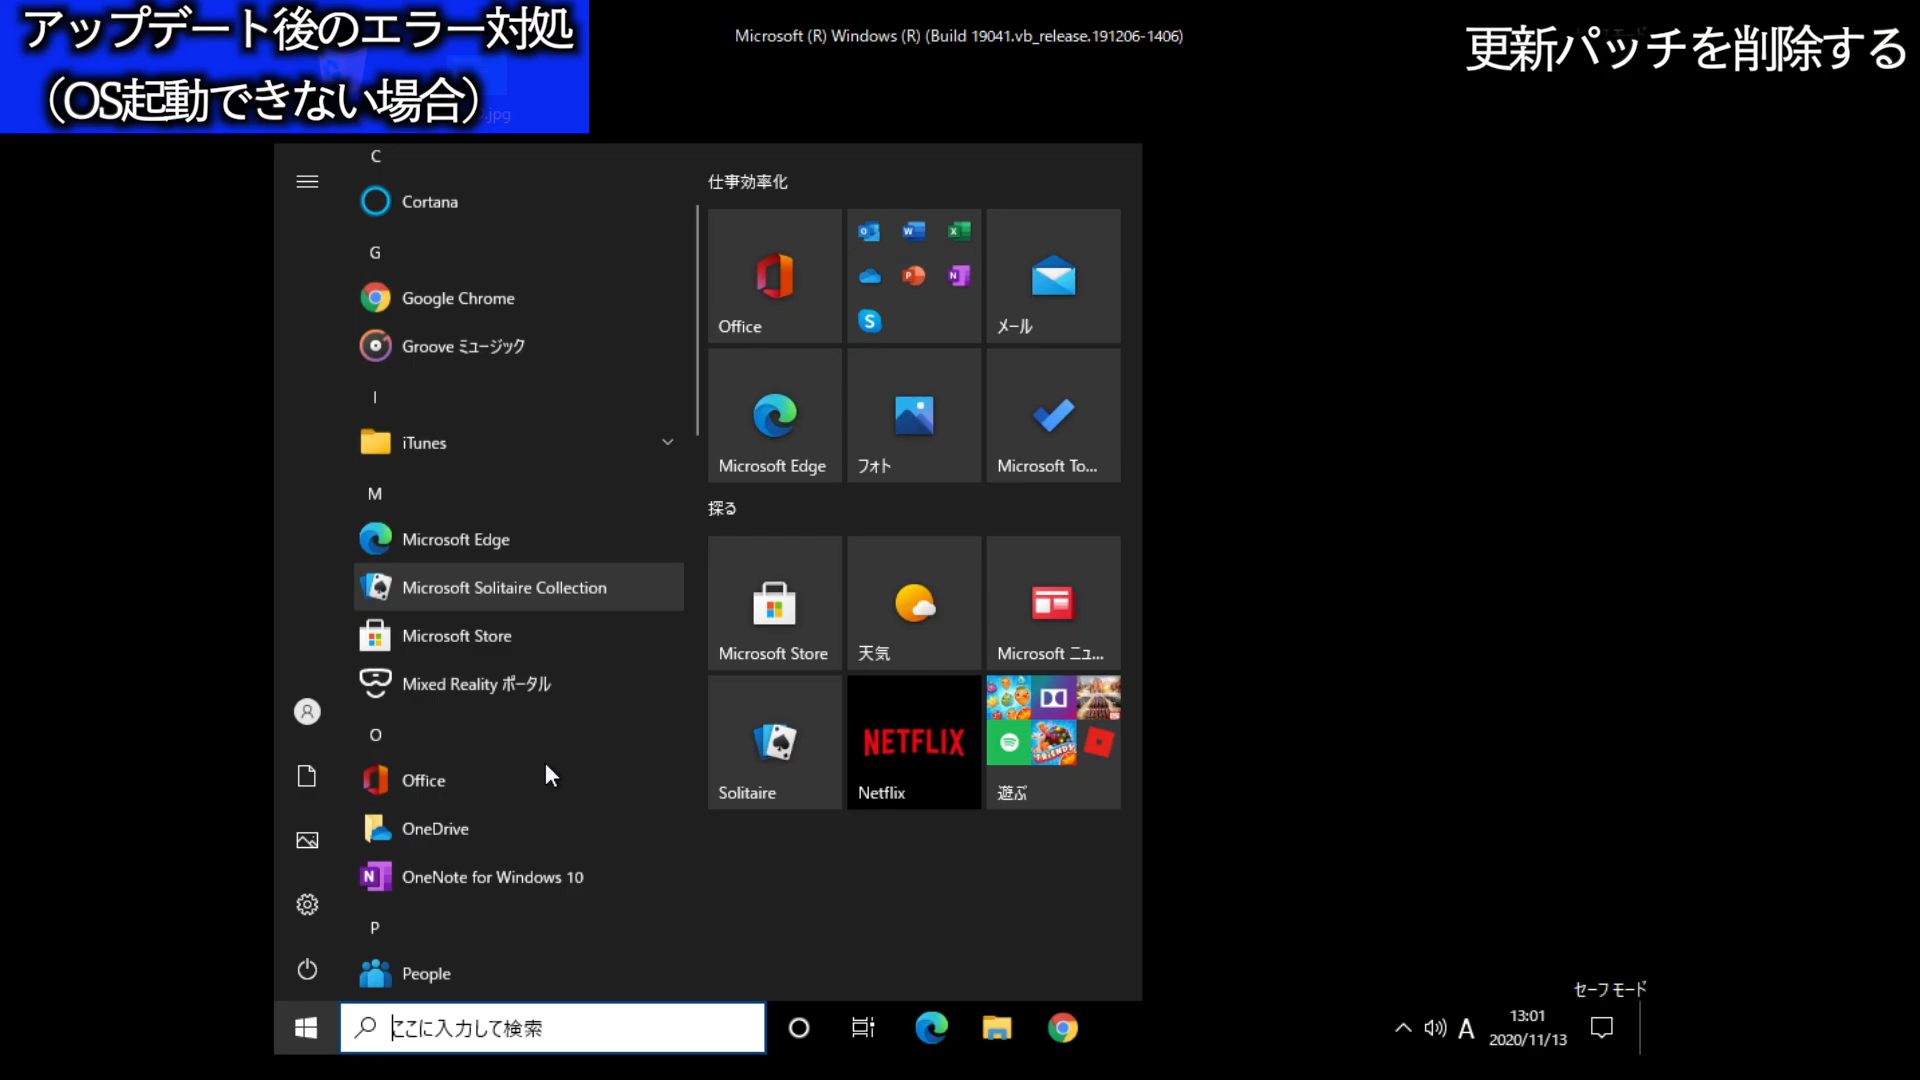 アップデート後のエラー対処
（OS起動できない場合）
.jpg
Microsoft (R) Windows (R) (Build 19041.vb_release.191206-1406)
更新パッチを削除する
C
Cortana
G
Google Chrome
Groove ミュージック
I
iTunes
M
Microsoft Edge
Microsoft Solitaire Collection
Microsoft Store
Mixed Reality ポータル
O
Office
OneDrive
OneNote for Windows 10
P
People
仕事効率化
Office
メール
Microsoft Edge
フォト
Microsoft To...
探る
Microsoft Store
天気
Microsoft ニュ...
Solitaire
NETFLIX
Netflix
FRIENDS
遊ぶ
ここに入力して検索
セーフ モード
A
13:01
2020/11/13